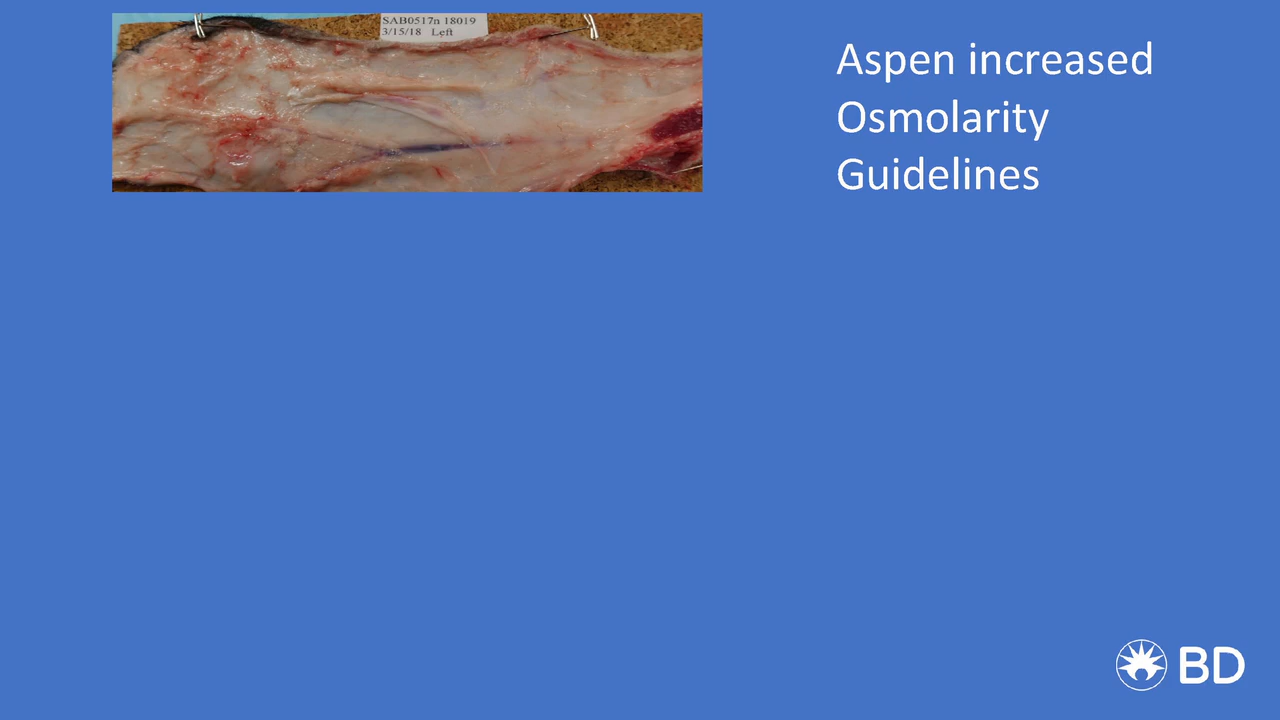 SAB0517n 18019
3/15/18 Left
Aspen increased
Osmolarity
Guidelines
BD